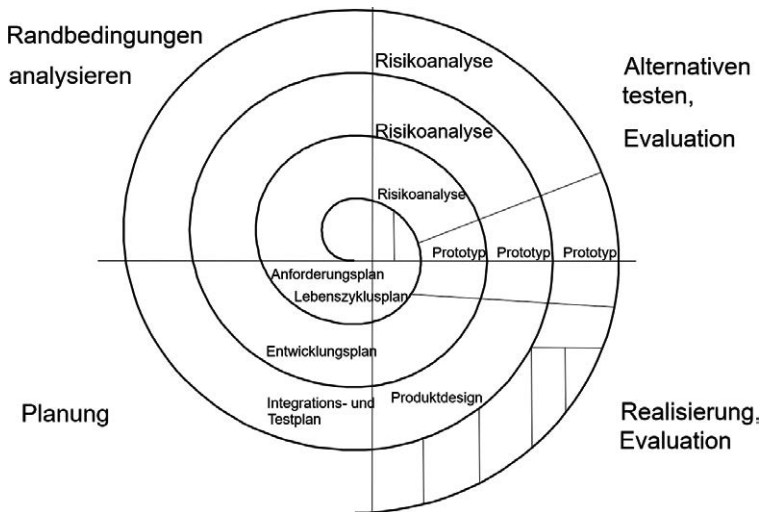 Randbedingungen
analysieren
Risikoanalyse
Alternativen
testen,
Evaluation
Risikoanalyse
Risikoanalyse
Prototyp
Prototyp
Prototyp
Anforderungsplan
Lebenszyklusplan
Entwicklungsplan
Integrations- und
Testplan
Produktdesign
Planung
Realisierung,
Evaluation